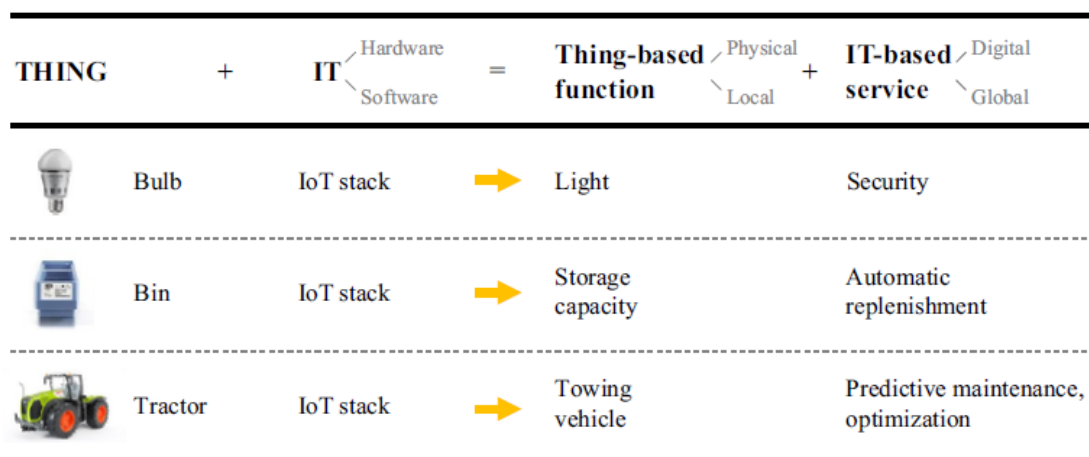 THING + IT Hardware Software = Thing-based function Physical Local + IT-based service Digital Global
Bulb IoT stack Light Security
Bin IoT stack Storage capacity Automatic replenishment
Tractor IoT stack Towing vehicle Predictive maintenance, optimization